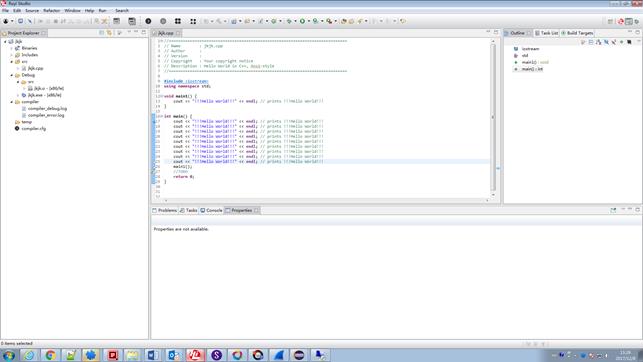 Ruyi Studio
File Edit Source Refactor Window Help Run Search
Project Explorer
jkjk
Binaries
Includes
src
jkjk.cpp
Debug
src
jkjk.o - [x86/le]
jkjk.exe - [x86/le]
compiler
compiler_debug.log
compiler_error.log
temp
compiler.cfg
jkjk.cpp
// Name : jkjk.cpp
// Author :
// Version :
// Copyright : Your copyright notice
// Description : Hello World in C++, Ansi-style
#include <iostream>
using namespace std;
void main1() {
cout << "!!!Hello World!!!" << endl; // prints !!!Hello World!!!
}
int main() {
cout << "!!!Hello World!!!" << endl; // prints !!!Hello World!!!
cout << "!!!Hello World!!!" << endl; // prints !!!Hello World!!!
cout << "!!!Hello World!!!" << endl; // prints !!!Hello World!!!
cout << "!!!Hello World!!!" << endl; // prints !!!Hello World!!!
cout << "!!!Hello World!!!" << endl; // prints !!!Hello World!!!
cout << "!!!Hello World!!!" << endl; // prints !!!Hello World!!!
cout << "!!!Hello World!!!" << endl; // prints !!!Hello World!!!
cout << "!!!Hello World!!!" << endl; // prints !!!Hello World!!!
cout << "!!!Hello World!!!" << endl; // prints !!!Hello World!!!
main1();
//TODO
return 0;
}
Outline Task List Build Targets
iostream
std
main1() : void
main() : int
Problems Tasks Console Properties
Properties are not available.
0 items selected